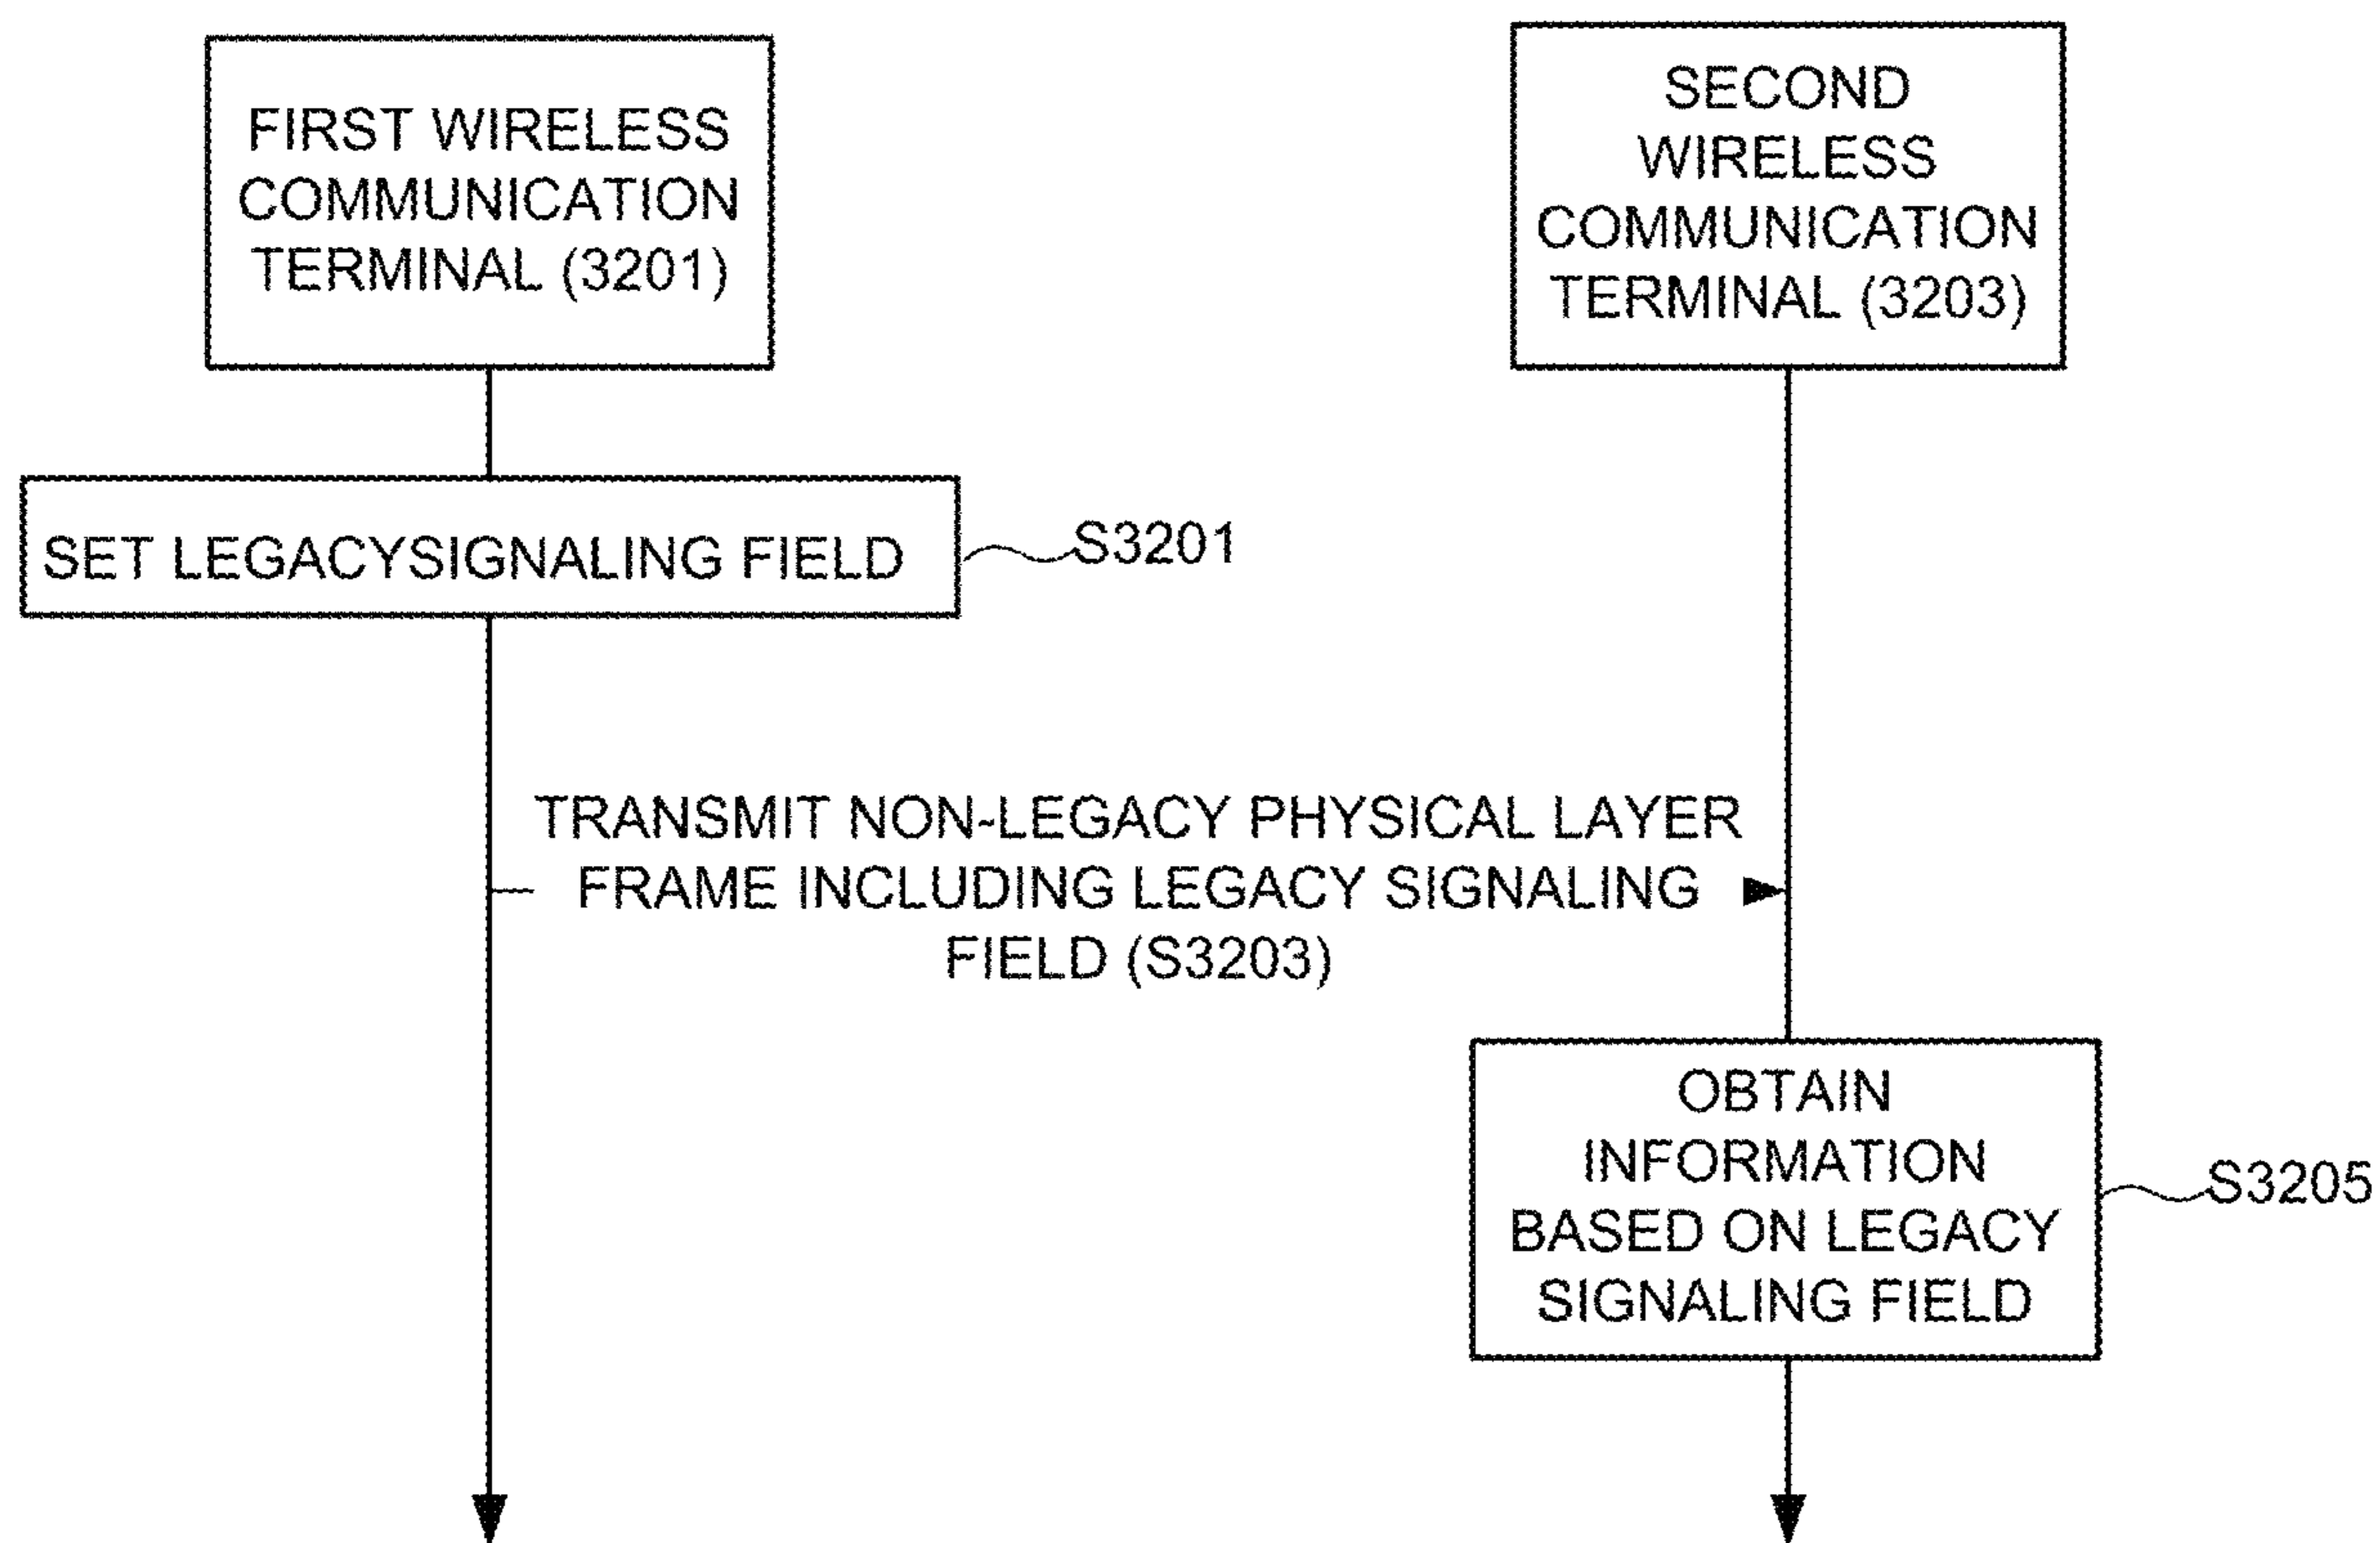 FIRST WIRELESS
COMMUNICATION
TERMINAL (3201)
SECOND
WIRELESS
COMMUNICATION
TERMINAL (3203)
SET LEGACYSIGNALING FIELD
S3201
TRANSMIT NON-LEGACY PHYSICAL LAYER
FRAME INCLUDING LEGACY SIGNALING
FIELD (S3203)
OBTAIN
INFORMATION
BASED ON LEGACY
SIGNALING FIELD
S3205